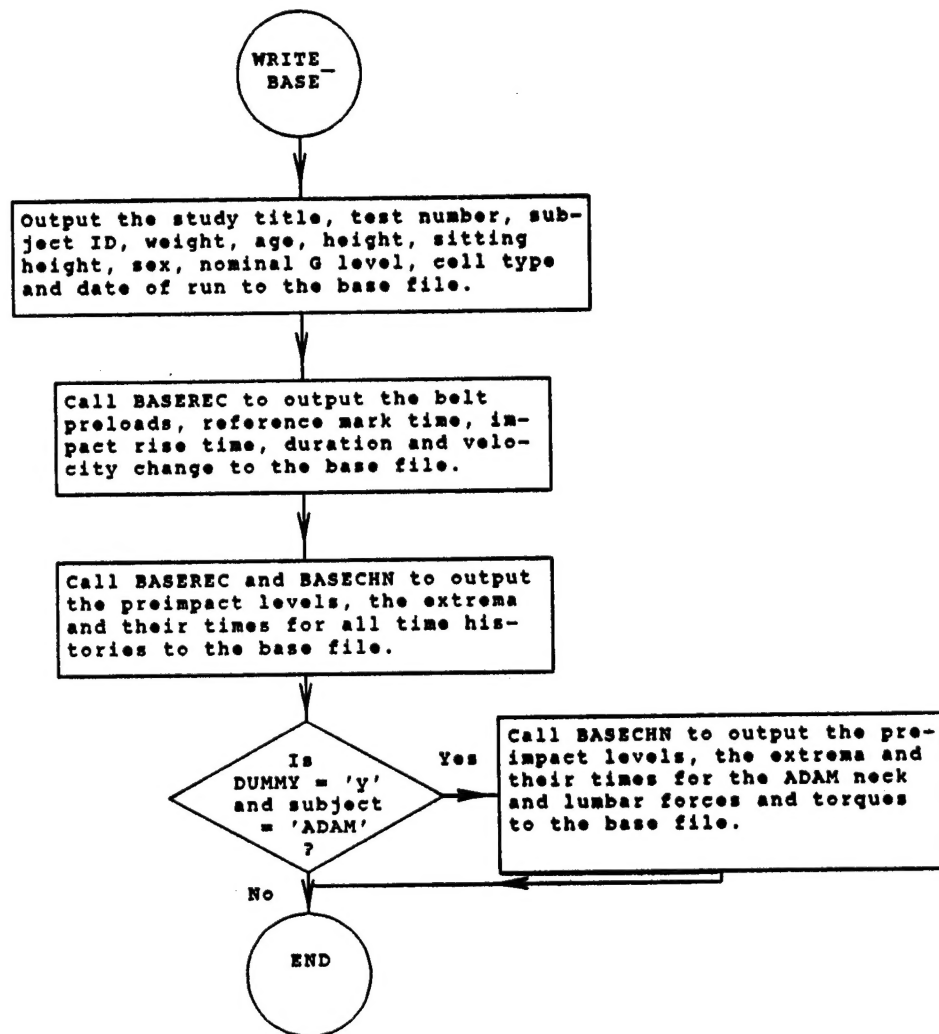 WRITE_
BASE
Output the study title, test number, sub-
ject ID, weight, age, height, sitting
height, sex, nominal G level, cell type
and date of run to the base file.
Call BASEREC to output the belt
preloads, reference mark time, im-
pact rise time, duration and velo-
city change to the base file.
Call BASEREC and BASECHN to output
the preimpact levels, the extrema
and their times for all time his-
tories to the base file.
Is
DUMMY = 'y'
and subject
= 'ADAM'
?
Yes
Call BASECHN to output the pre-
impact levels, the extrema and
their times for the ADAM neck
and lumbar forces and torques
to the base file.
No
END